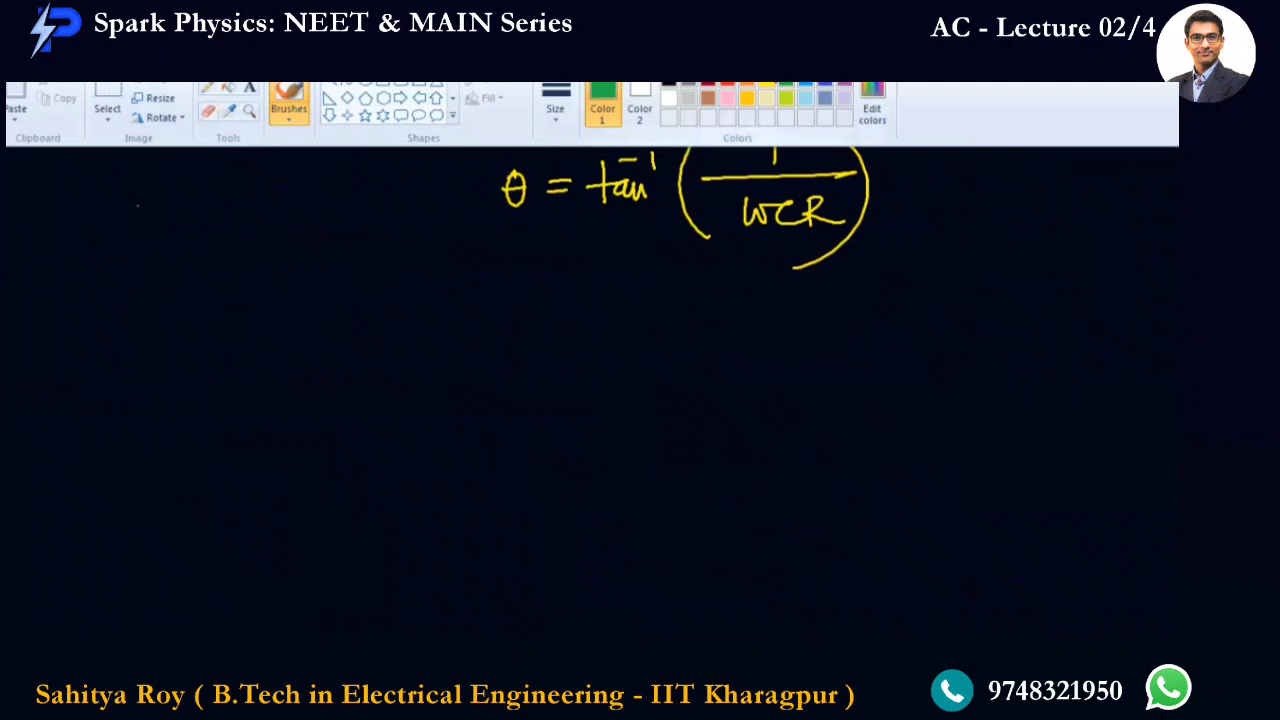 Spark Physics: NEET & MAIN Series
AC - Lecture 02/4
Paste
Copy
Select
Resize
Rotate
A
Brushes
Fill
Size
Color 1
Color 2
Edit colors
Clipboard
Image
Tools
Shapes
Colors
θ = tan⁻¹ (1/WCR)
Sahitya Roy ( B.Tech in Electrical Engineering - IIT Kharagpur )
9748321950